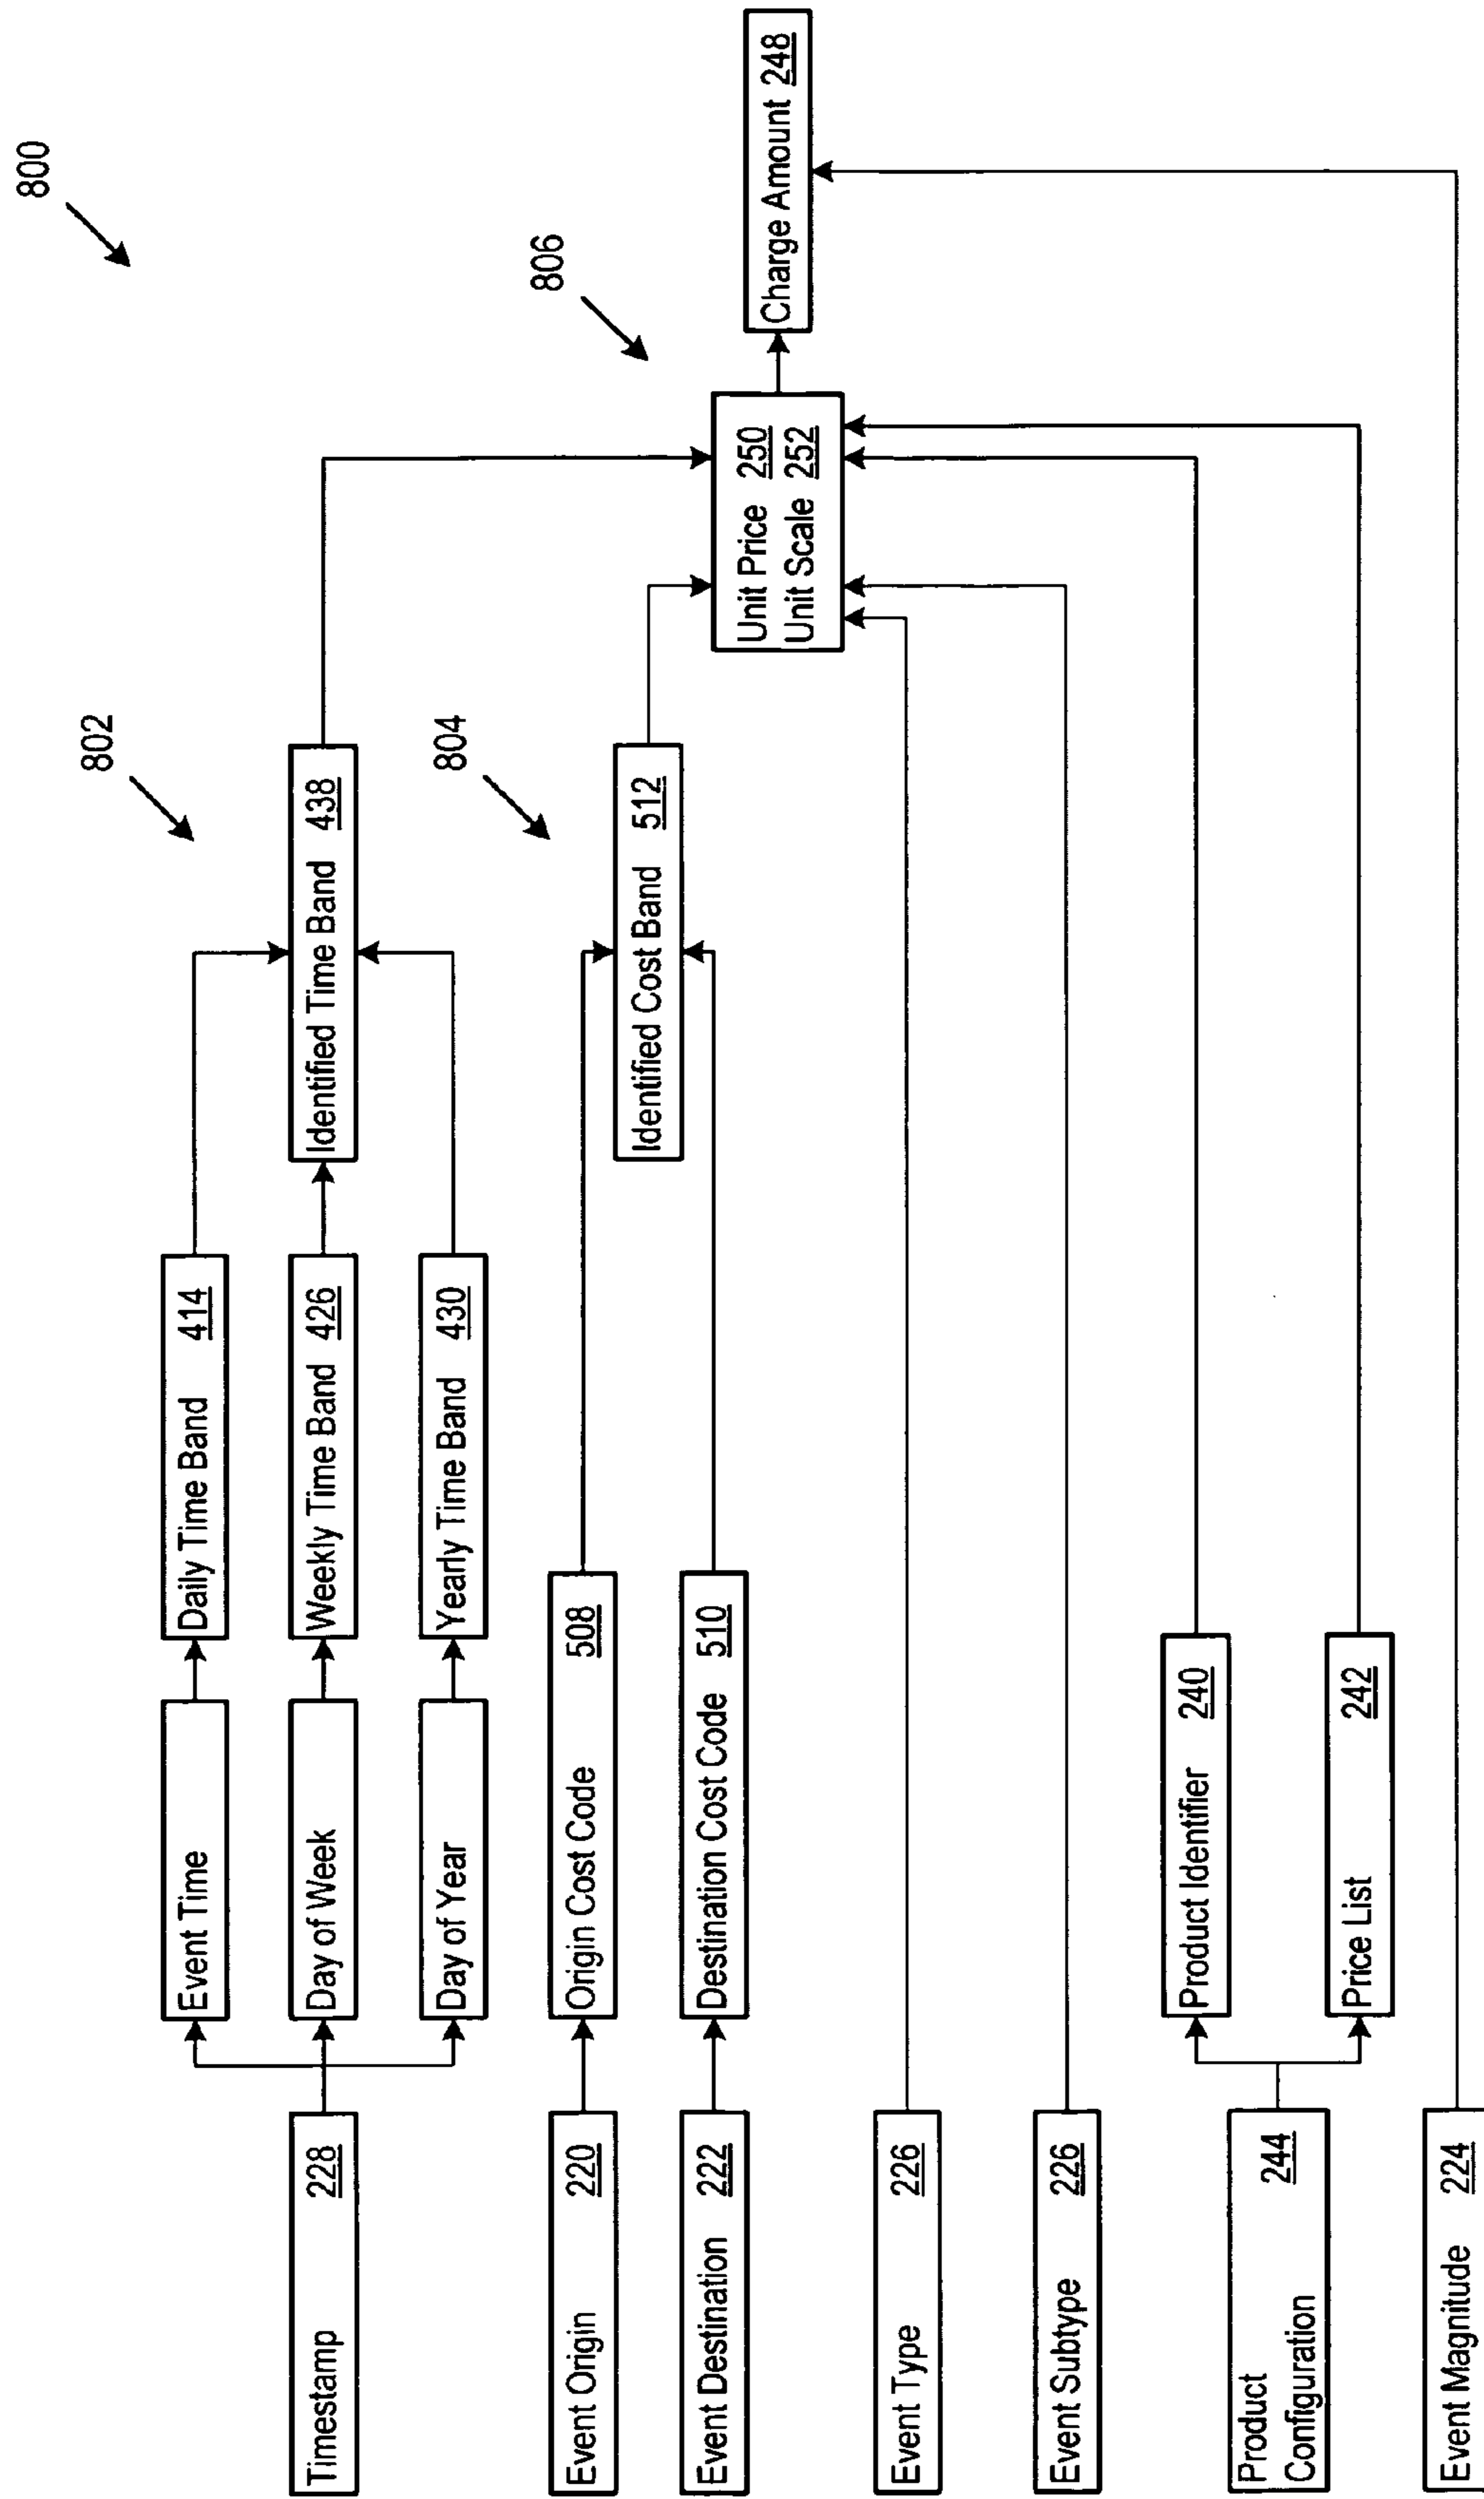 800
802
804
806
Timestamp 228
Event Time
Daily Time Band 414
Day of Week
Weekly Time Band 426
Identified Time Band 438
Day of Year
Yearly Time Band 430
Event Origin 220
Origin Cost Code 508
Identified Cost Band 512
Event Destination 222
Destination Cost Code 510
Unit Price 250
Unit Scale 252
Charge Amount 248
Event Type 226
Event Subtype 226
Product
Configuration
244
Product Identifier 240
Price List 242
Event Magnitude 224